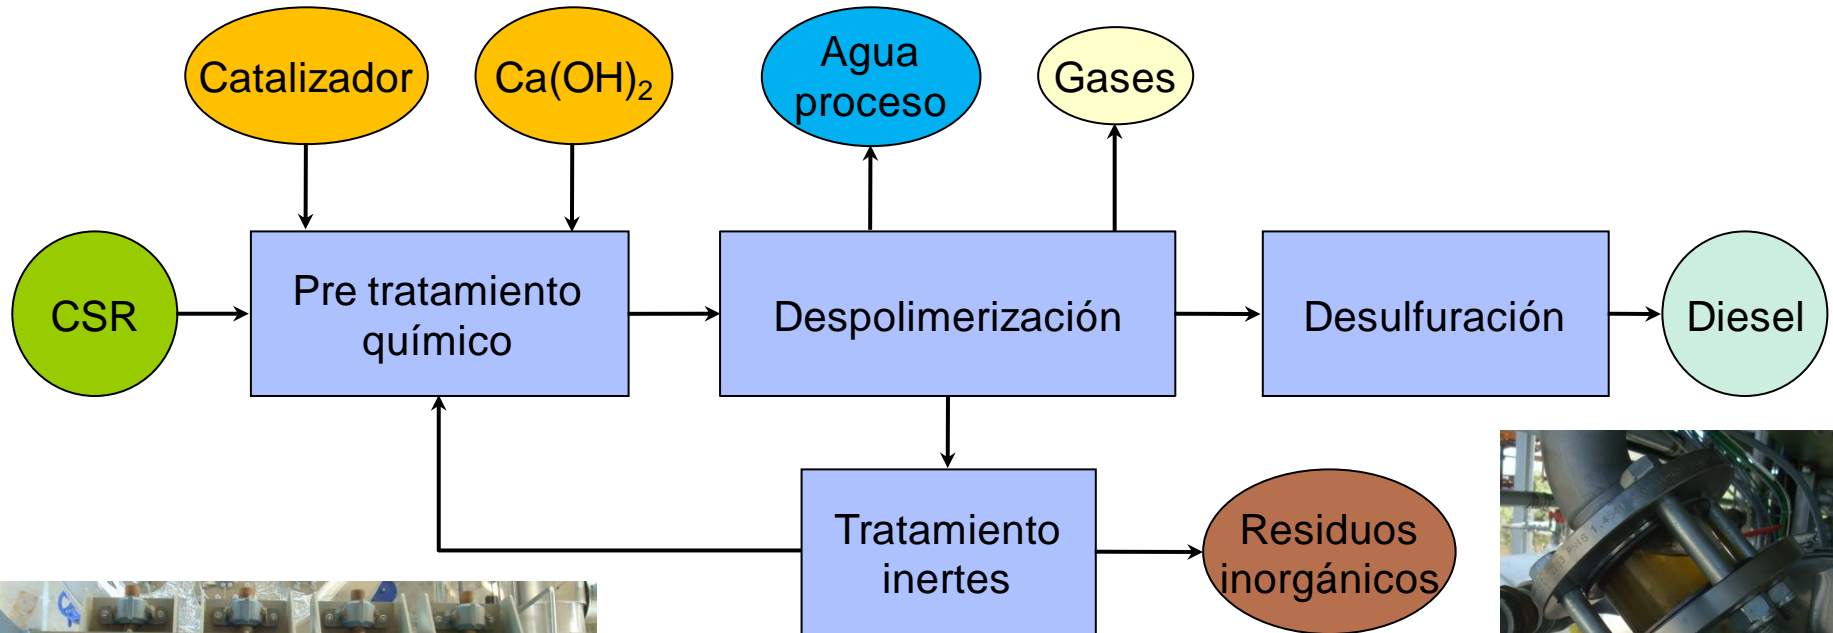 Catalizador
Ca(OH)₂
Agua
proceso
Gases
CSR
Pre tratamiento
químico
Despolimerización
Desulfuración
Diesel
Tratamiento
inertes
Residuos
inorgánicos